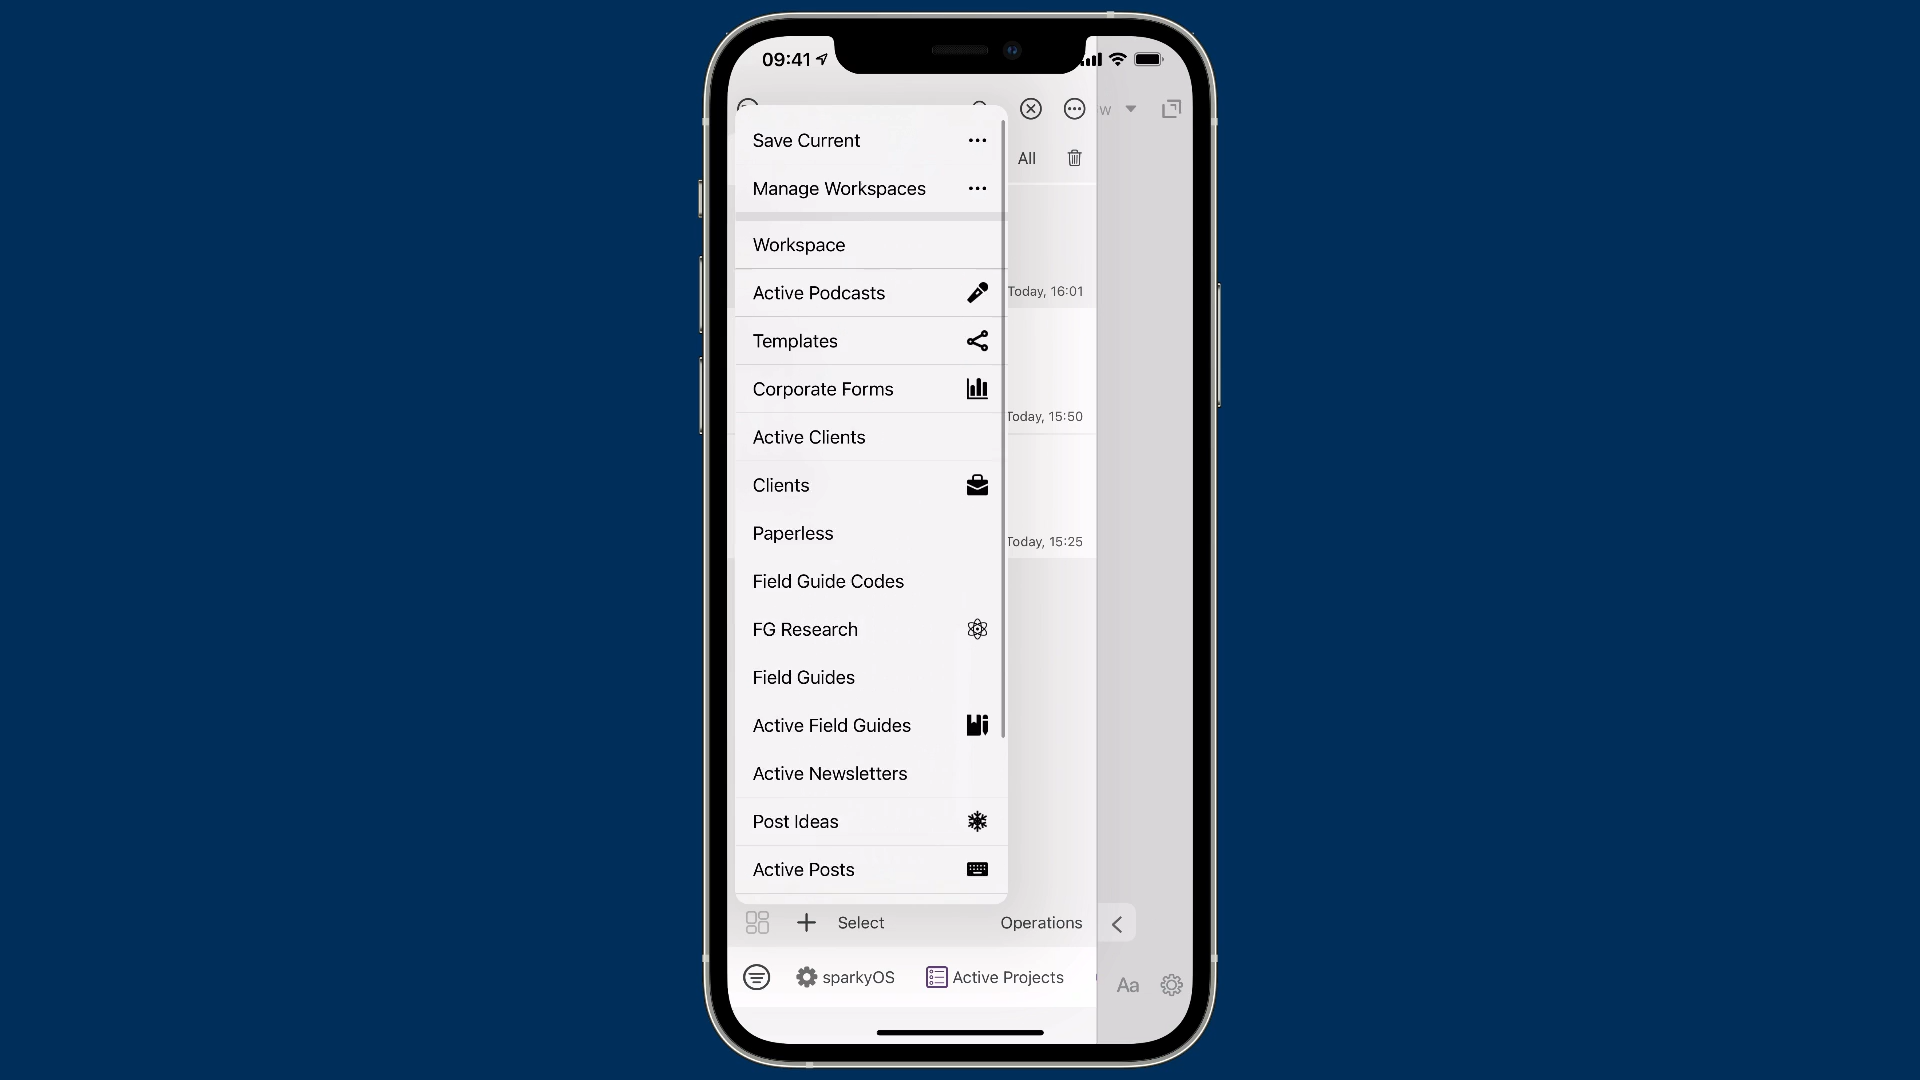 09:41
w
Save Current
Manage Workspaces
All
Workspace
Active Podcasts
Today, 16:01
Templates
Corporate Forms
Today, 15:50
Active Clients
Clients
Paperless
Today, 15:25
Field Guide Codes
FG Research
Field Guides
Active Field Guides
Active Newsletters
Post Ideas
Active Posts
Select
Operations
sparkyOS
Active Projects
Aa